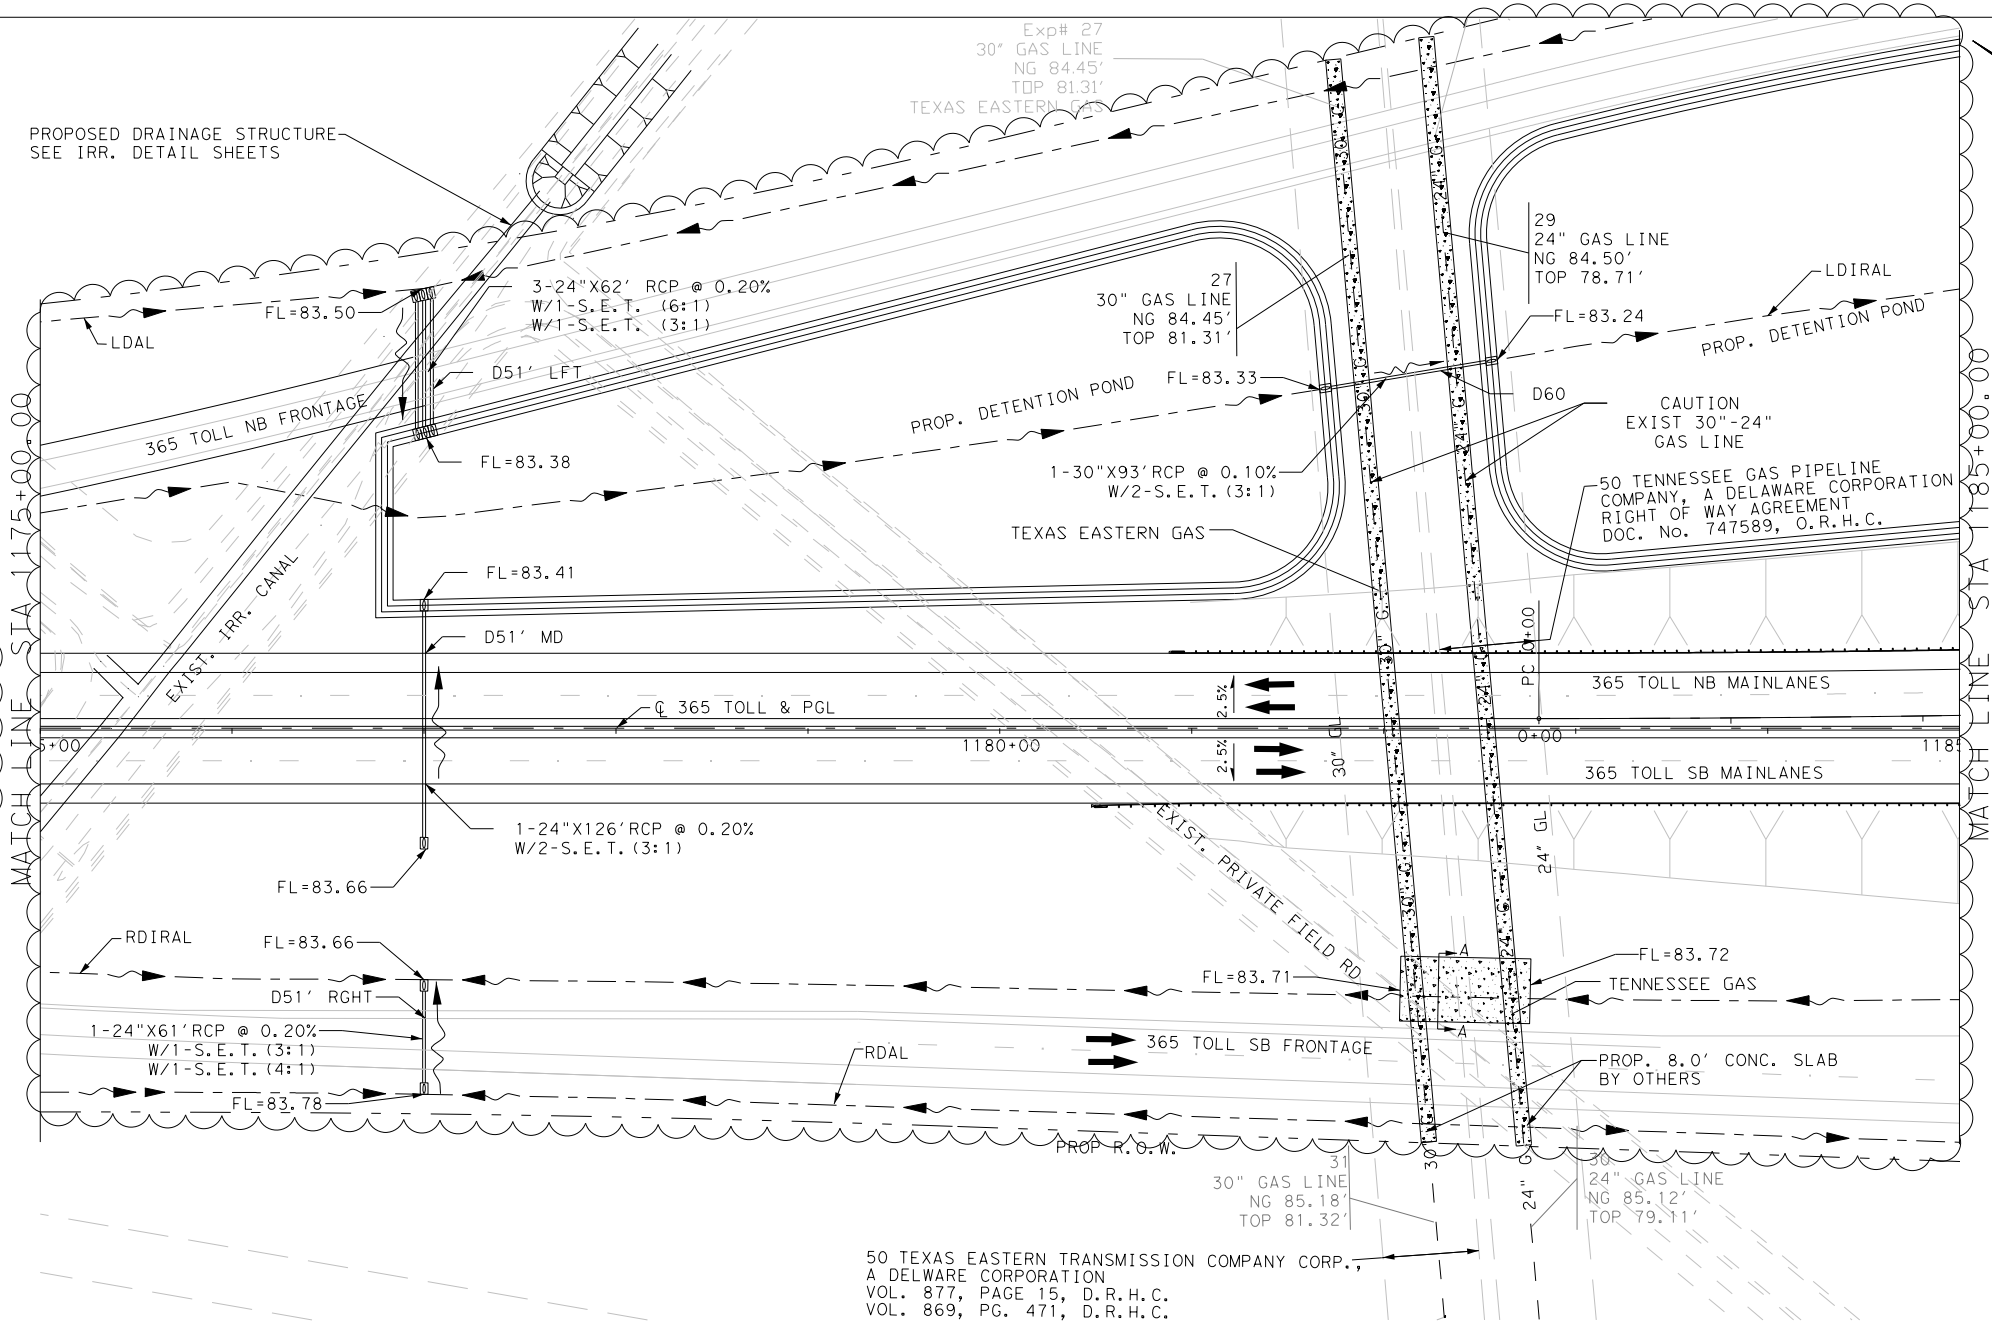 Exp# 27
30" GAS LINE
NG 84.45'
TOP 81.31'
TEXAS EASTERN GAS
PROPOSED DRAINAGE STRUCTURE
SEE IRR. DETAIL SHEETS
29
24" GAS LINE
NG 84.50'
TOP 78.71'
LDIRAL
27
30" GAS LINE
NG 84.45'
TOP 81.31'
3-24"X62' RCP @ 0.20%
W/1-S.E.T. (6:1)
W/1-S.E.T. (3:1)
FL=83.50
LDAL
FL=83.24
PROP. DETENTION POND
D51' LFT
FL=83.33
PROP. DETENTION POND
D60
CAUTION
EXIST 30"-24"
GAS LINE
365 TOLL NB FRONTAGE
FL=83.38
1-30"X93'RCP @ 0.10%
W/2-S.E.T.(3:1)
50 TENNESSEE GAS PIPELINE
COMPANY, A DELAWARE CORPORATION
RIGHT OF WAY AGREEMENT
DOC. No. 747589, O.R.H.C.
TEXAS EASTERN GAS
FL=83.41
EXIST. IRR. CANAL
D51' MD
PC 0+00
365 TOLL NB MAINLANES
2.5%
℄ 365 TOLL & PGL
5+00
1180+00
0+00
1185
2.5%
30" GL
365 TOLL SB MAINLANES
MATCH LINE STA 1175+00.00
MATCH LINE STA 1185+00.00
1-24"X126'RCP @ 0.20%
W/2-S.E.T.(3:1)
EXIST. PRIVATE FIELD RD
24" GL
FL=83.66
RDIRAL
FL=83.66
A
FL=83.72
FL=83.71
TENNESSEE GAS
D51' RGHT
1-24"X61'RCP @ 0.20%
W/1-S.E.T.(3:1)
W/1-S.E.T.(4:1)
A
365 TOLL SB FRONTAGE
RDAL
PROP. 8.0' CONC. SLAB
BY OTHERS
FL=83.78
PROP R.O.W.
30" G
30" G
30" G
30" G
30
24" G
24" G
24" G
24" G
24" G
24" G
31
30" GAS LINE
NG 85.18'
TOP 81.32'
30
24" GAS LINE
NG 85.12'
TOP 79.11'
50 TEXAS EASTERN TRANSMISSION COMPANY CORP.,
A DELWARE CORPORATION
VOL. 877, PAGE 15, D.R.H.C.
VOL. 869, PG. 471, D.R.H.C.